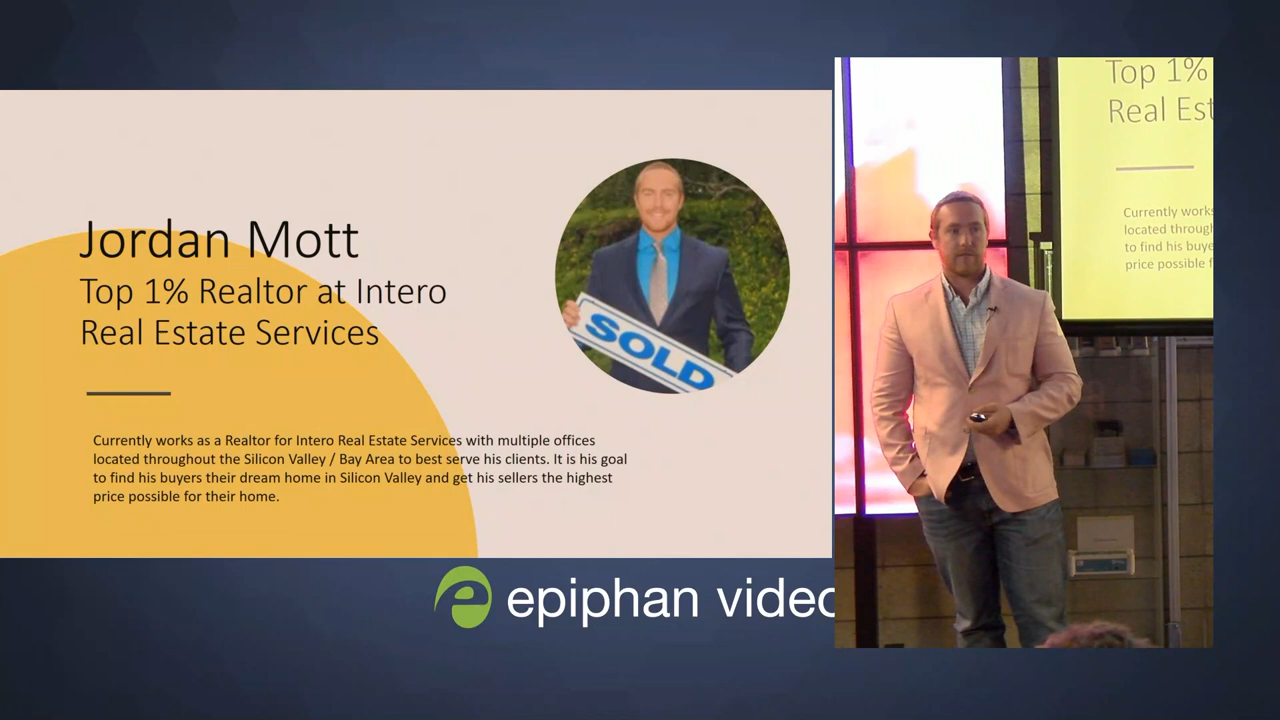 Jordan Mott
Top 1% Realtor at Intero
Real Estate Services
SOLD
Currently works as a Realtor for Intero Real Estate Services with multiple offices
located throughout the Silicon Valley / Bay Area to best serve his clients. It is his goal
to find his buyers their dream home in Silicon Valley and get his sellers the highest
price possible for their home.
epiphan video
Top 1%
Real Est
Currently works
located through
to find his buye
price possible f